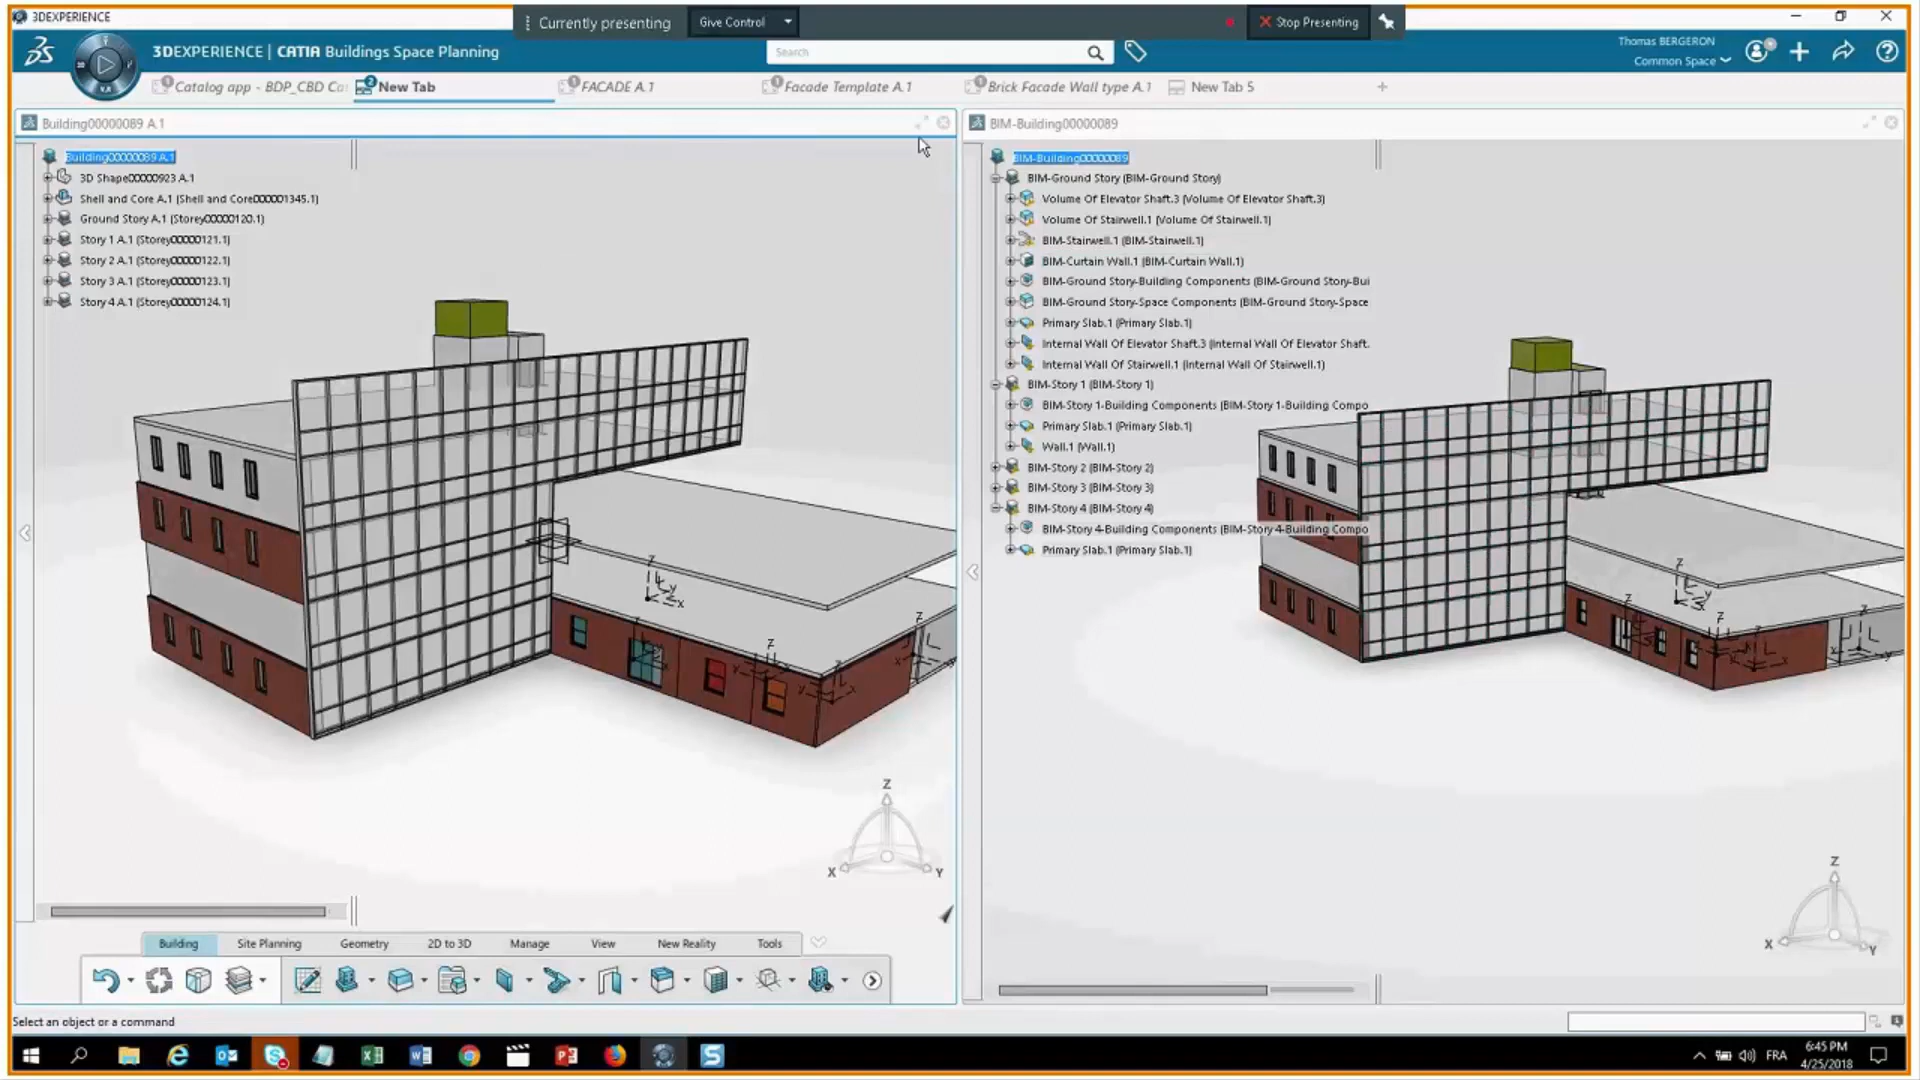 3DEXPERIENCE
Currently presenting
Give Control
Stop Presenting
3DEXPERIENCE | CATIA Buildings Space Planning
Search
Thomas BERGERON
Common Space
Catalog app - BDP_CBD Ca
New Tab
FACADE A.1
Facade Template A.1
Brick Facade Wall type A.1
New Tab 5
Building00000089 A.1
Building00000089 A.1
3D Shape00000923 A.1
Shell and Core A.1 (Shell and Core00001345.1)
Ground Story A.1 (Storey00000120.1)
Story 1 A.1 (Storey00000121.1)
Story 2 A.1 (Storey00000122.1)
Story 3 A.1 (Storey00000123.1)
Story 4 A.1 (Storey00000124.1)
BIM-Building00000089
BIM-Building00000089
BIM-Ground Story (BIM-Ground Story)
Volume Of Elevator Shaft.3 (Volume Of Elevator Shaft.3)
Volume Of Stairwell.1 (Volume Of Stairwell.1)
BIM-Stairwell.1 (BIM-Stairwell.1)
BIM-Curtain Wall.1 (BIM-Curtain Wall.1)
BIM-Ground Story-Building Components (BIM-Ground Story-Bui
BIM-Ground Story-Space Components (BIM-Ground Story-Space
Primary Slab.1 (Primary Slab.1)
Internal Wall Of Elevator Shaft.3 (Internal Wall Of Elevator Shaft.
Internal Wall Of Stairwell.1 (Internal Wall Of Stairwell.1)
BIM-Story 1 (BIM-Story 1)
BIM-Story 1-Building Components (BIM-Story 1-Building Compo
Primary Slab.1 (Primary Slab.1)
Wall.1 (Wall.1)
BIM-Story 2 (BIM-Story 2)
BIM-Story 3 (BIM-Story 3)
BIM-Story 4 (BIM-Story 4)
BIM-Story 4-Building Components (BIM-Story 4-Building Compo
Primary Slab.1 (Primary Slab.1)
Z
X
Y
Z
X
Y
Building
Site Planning
Geometry
2D to 3D
Manage
View
New Reality
Tools
Select an object or a command
FRA
6:45 PM
4/25/2018